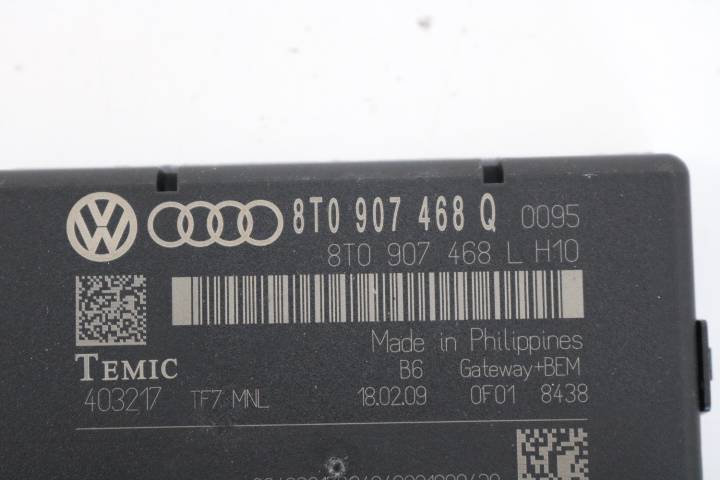 8T0 907 468 Q 0095
8T0 907 468 L H10
Made in Philippines
TEMIC B6 Gateway+BEM
403217 TF7 MNL 18.02.09 0F01 8438